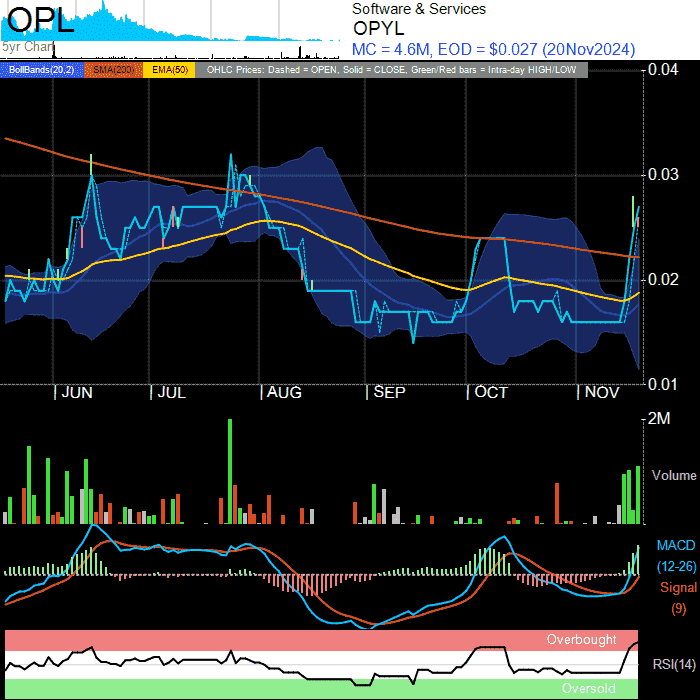 OPL
Software & Services
OPYL
MC = 4.6M, EOD = $0.027 (20Nov2024)
5yr Chart
BollBands(20,2) SMA(200) EMA(50) OHLC Prices: Dashed = OPEN, Solid = CLOSE, Green/Red bars = Intra-day HIGH/LOW
0.04
0.03
0.02
0.01
| JUN | JUL | AUG | SEP | OCT | NOV
2M
Volume
MACD
(12-26)
Signal
(9)
Overbought
RSI(14)
Oversold